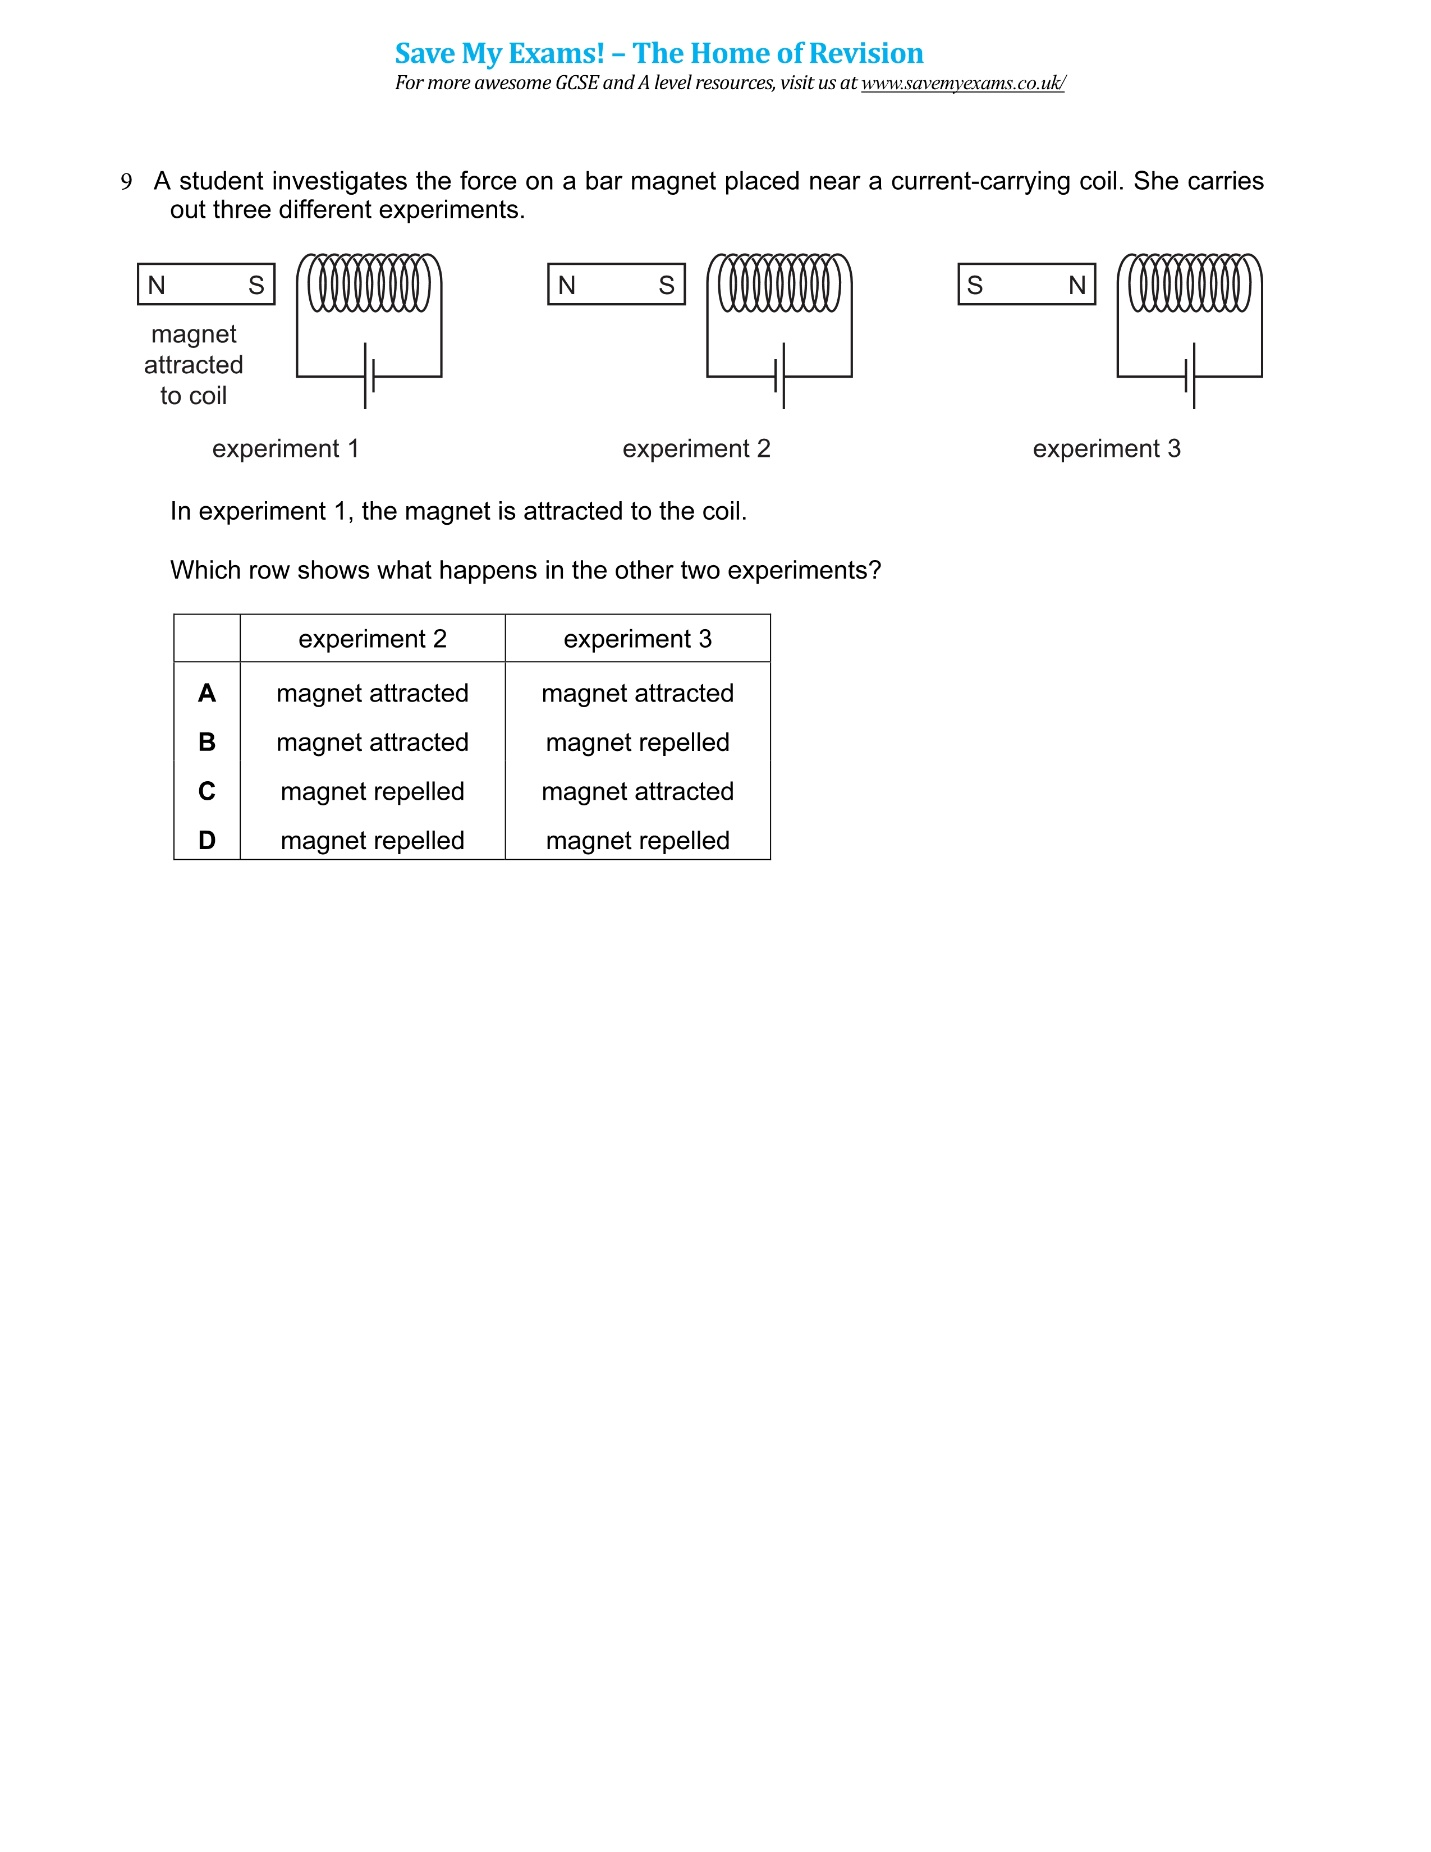 Save My Exams! – The Home of Revision
For more awesome GCSE and A level resources, visit us at www.savemyexams.co.uk/
9 A student investigates the force on a bar magnet placed near a current-carrying coil. She carries
out three different experiments.
N S N S S N
magnet
attracted
to coil
experiment 1 experiment 2 experiment 3
In experiment 1, the magnet is attracted to the coil.
Which row shows what happens in the other two experiments?
experiment 2 experiment 3
A magnet attracted magnet attracted
B magnet attracted magnet repelled
C magnet repelled magnet attracted
D magnet repelled magnet repelled